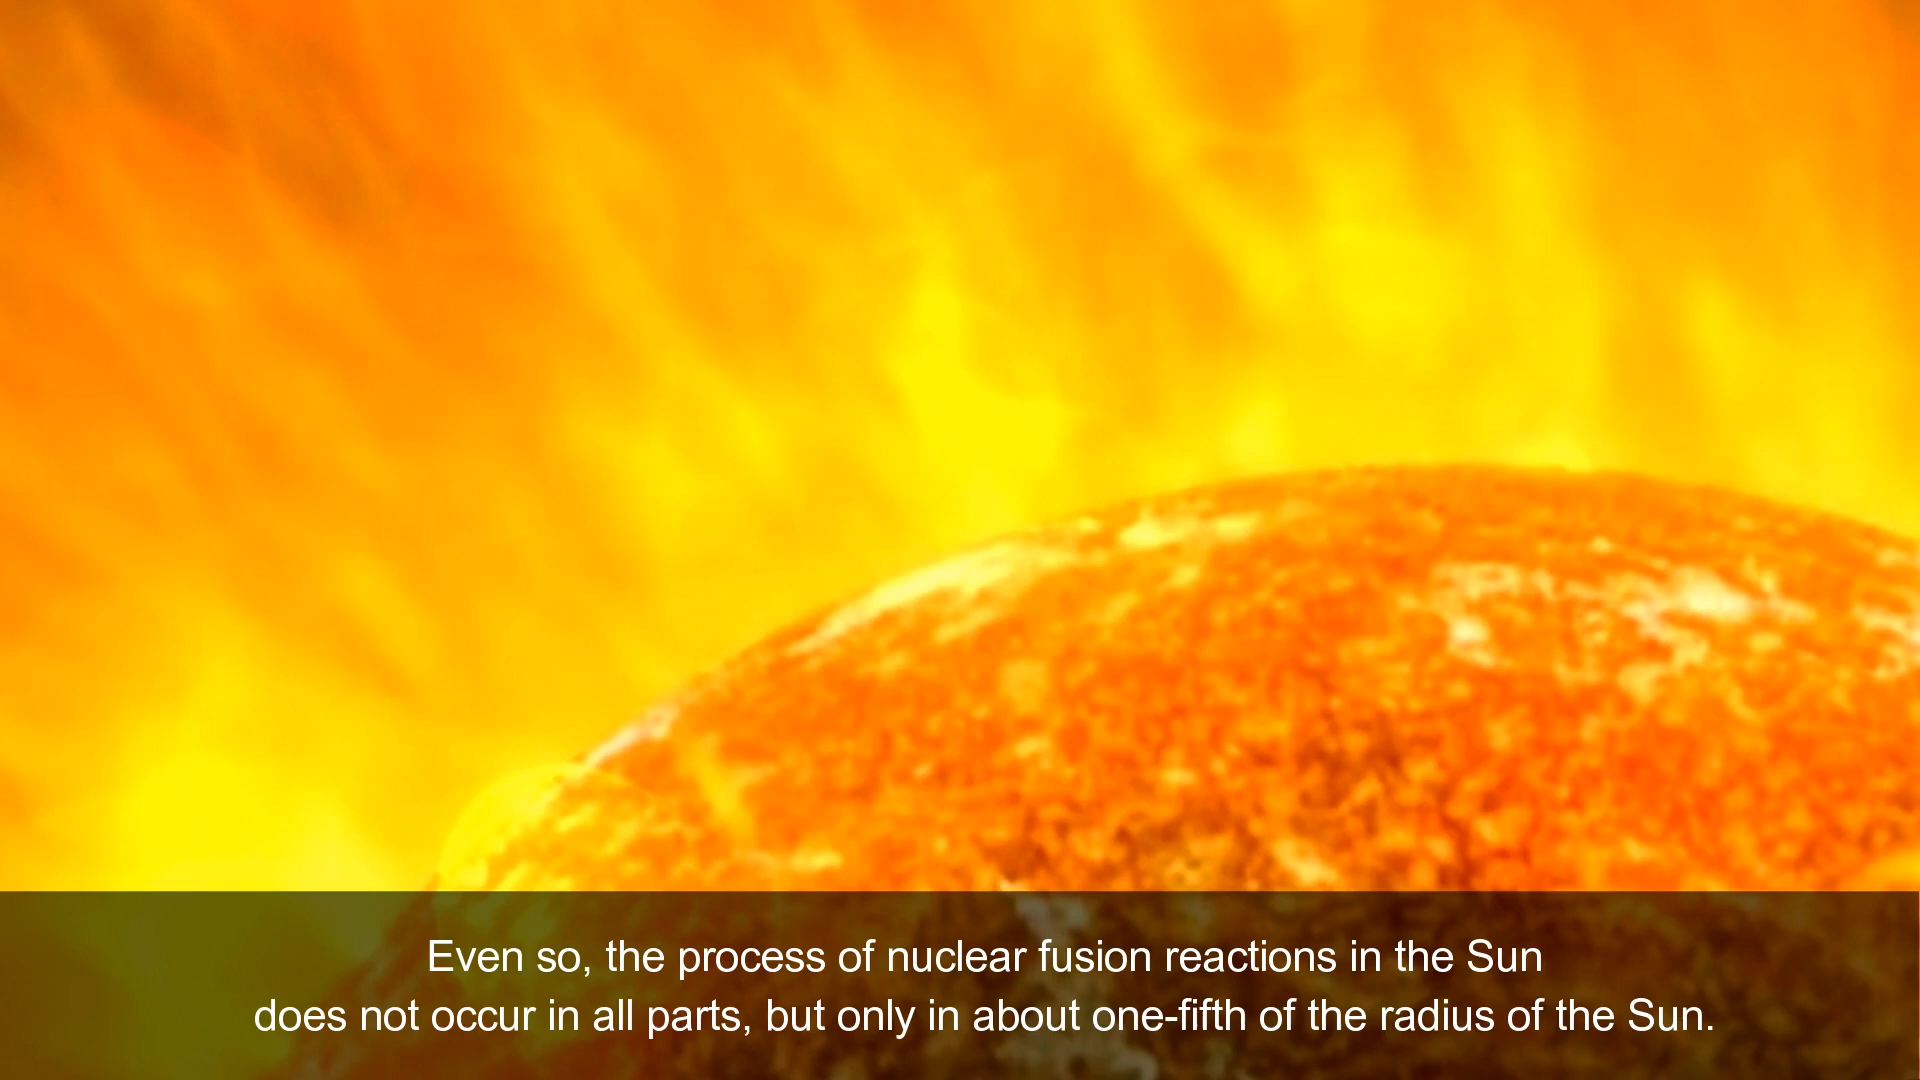 Even so, the process of nuclear fusion reactions in the Sun
does not occur in all parts, but only in about one-fifth of the radius of the Sun.